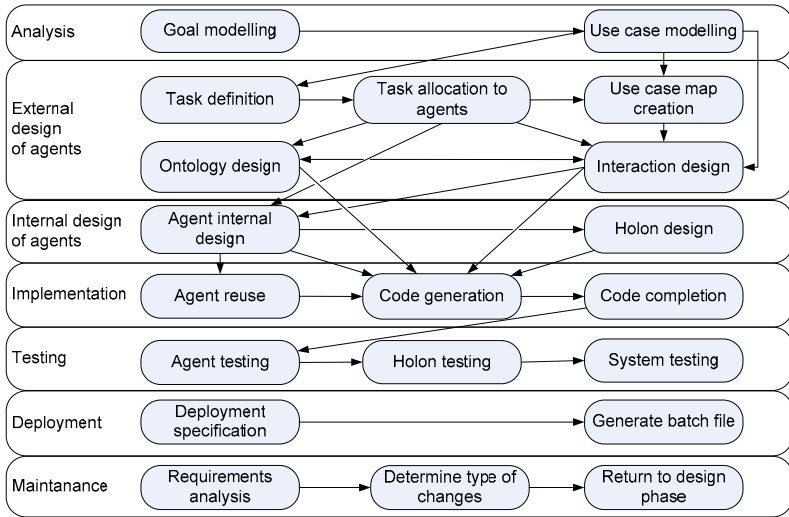 Analysis
Goal modelling
Use case modelling
External
design
of agents
Task definition
Task allocation to
agents
Use case map
creation
Ontology design
Interaction design
Internal design
of agents
Agent internal
design
Holon design
Implementation
Agent reuse
Code generation
Code completion
Testing
Agent testing
Holon testing
System testing
Deployment
Deployment
specification
Generate batch file
Maintanance
Requirements
analysis
Determine type of
changes
Return to design
phase